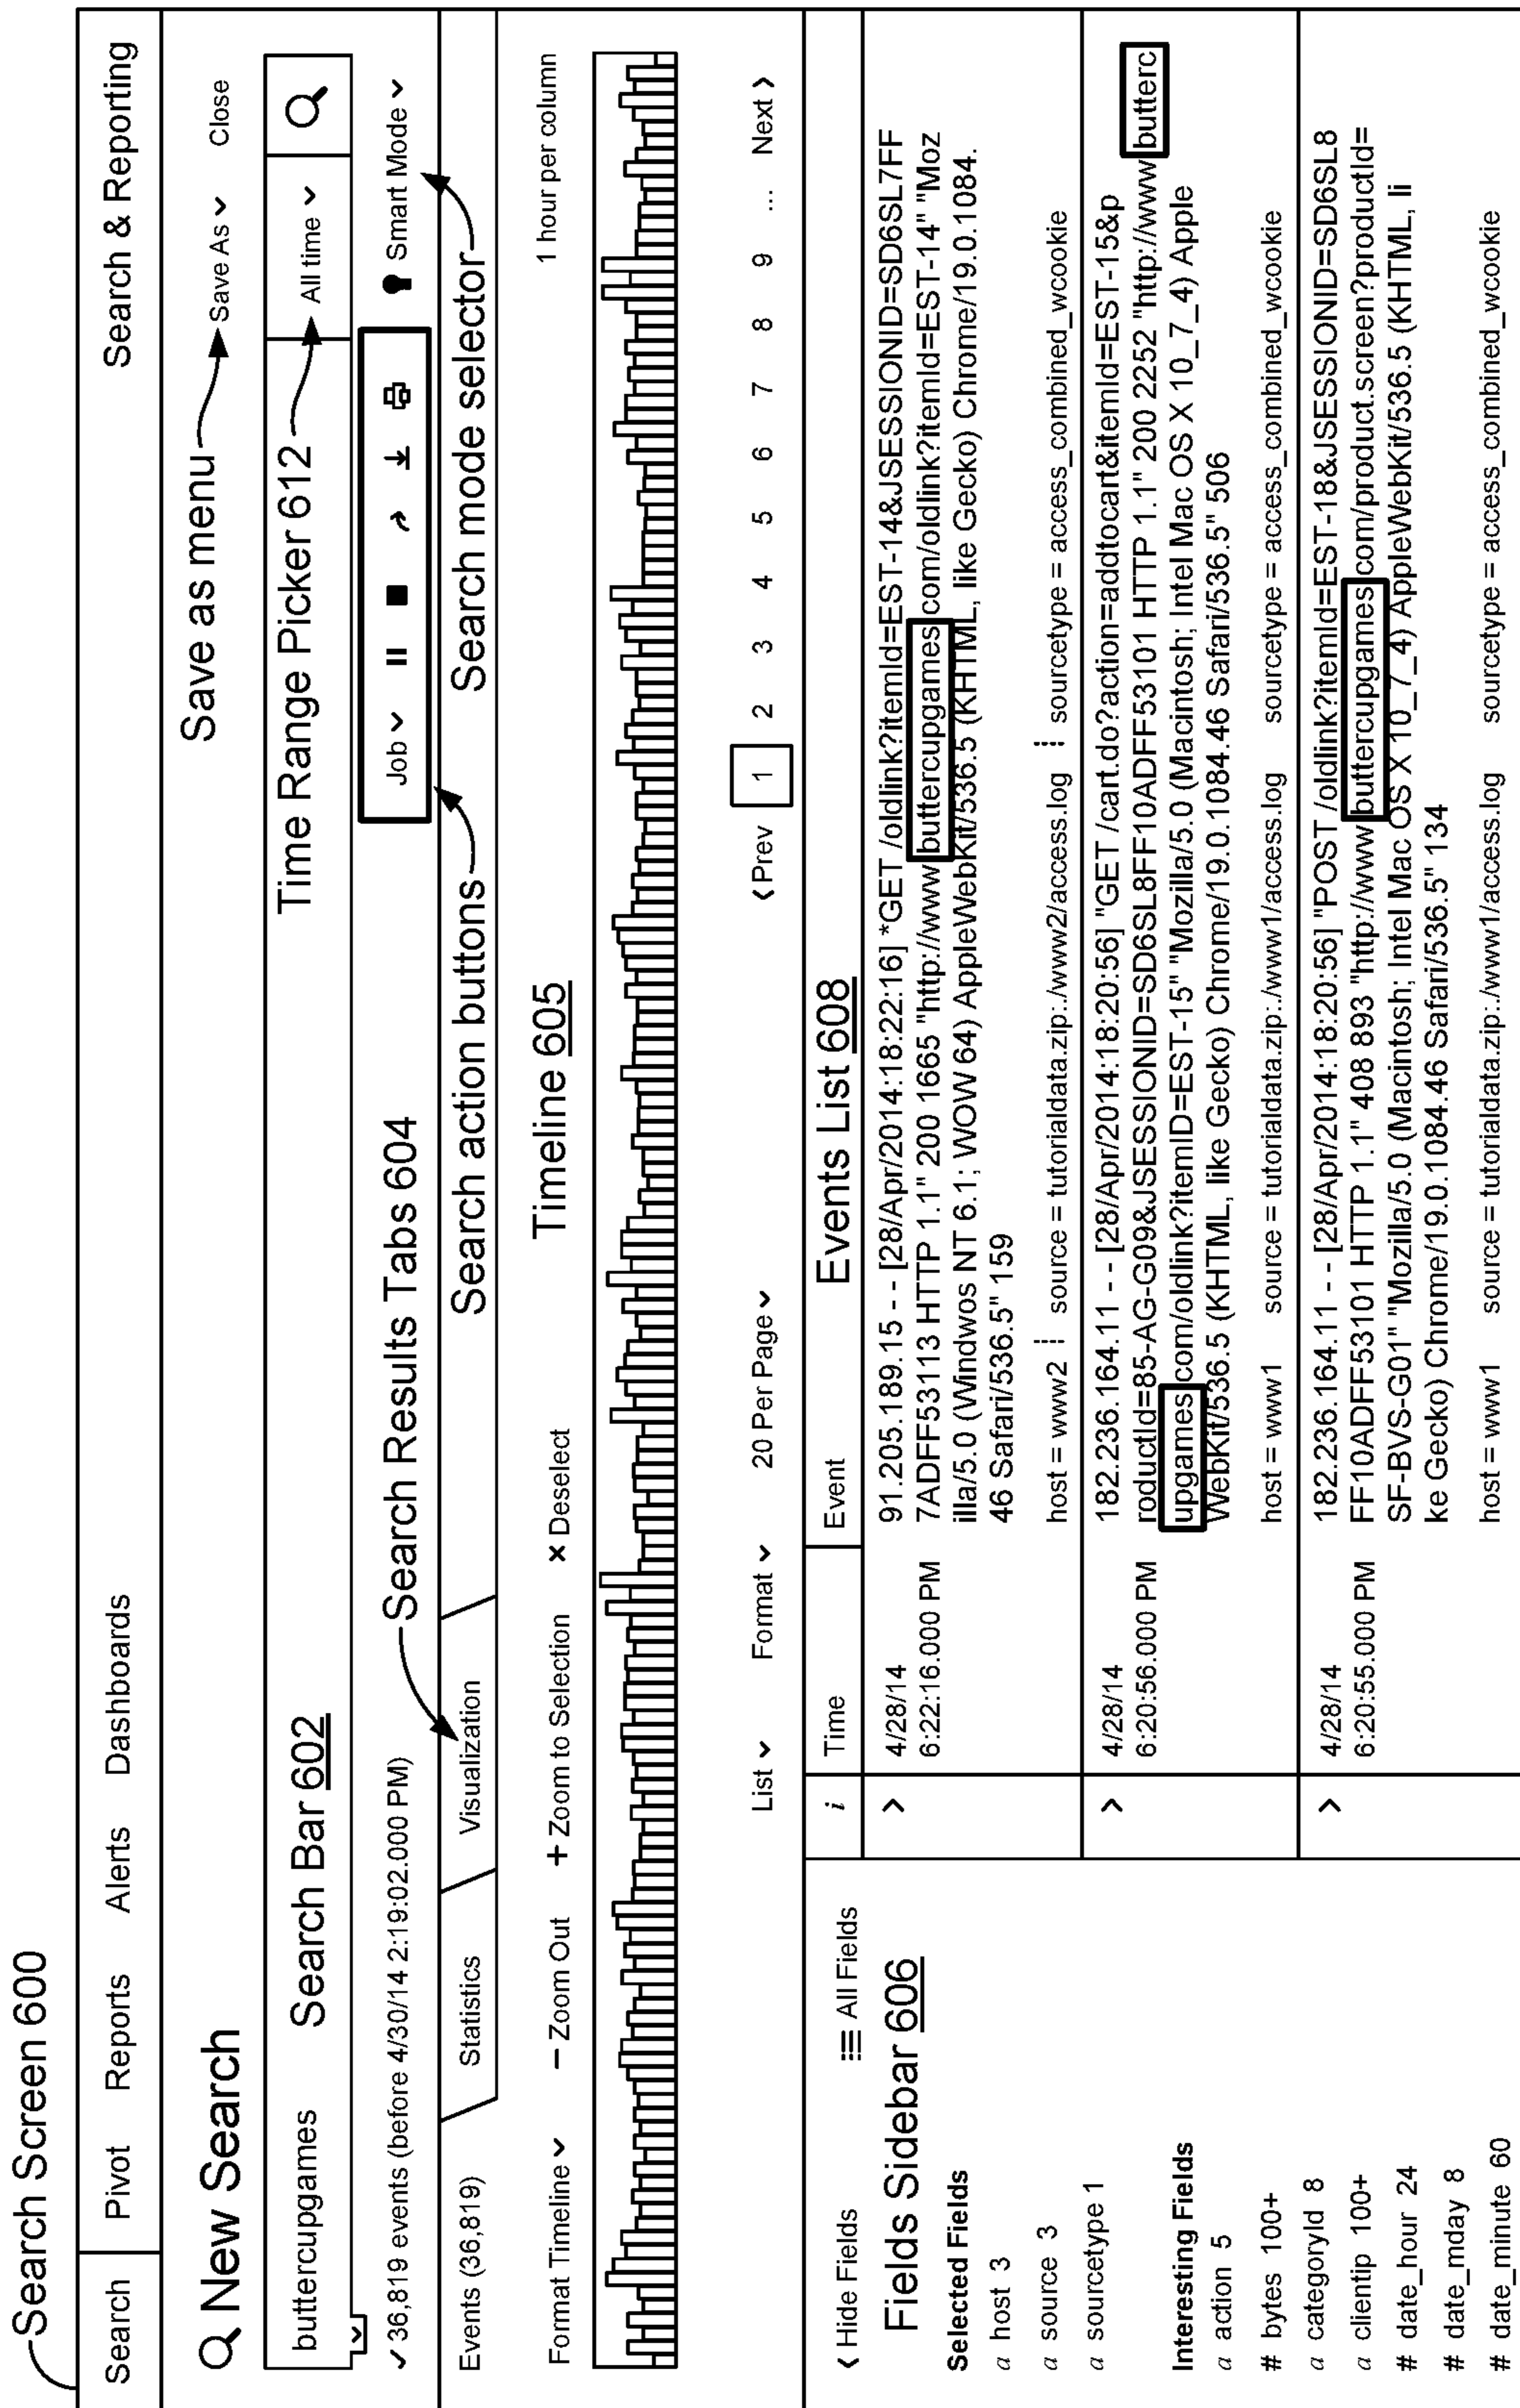 Search Screen 600
Search Pivot Reports Alerts Dashboards Search & Reporting
New Search
Save as menu
Save As Close
buttercupgames Search Bar 602 Time Range Picker 612 All time
✓ 36,819 events (before 4/30/14 2:19:02.000 PM) Search Results Tabs 604 Job Smart Mode
Events (36,819) Statistics Visualization Search action buttons Search mode selector
Format Timeline − Zoom Out + Zoom to Selection × Deselect Timeline 605 1 hour per column
List Format 20 Per Page < Prev 1 2 3 4 5 6 7 8 9 ... Next >
< Hide Fields All Fields
Fields Sidebar 606
Selected Fields
a host 3
a source 3
a sourcetype 1
Interesting Fields
a action 5
# bytes 100+
a categoryId 8
a clientip 100+
# date_hour 24
# date_mday 8
# date_minute 60
i Time Event Events List 608
> 4/28/14
6:22:16.000 PM
91.205.189.15 - - [28/Apr/2014:18:22:16] *GET /oldlink?itemId=EST-14&JSESSIONID=SD6SL7FF
7ADFF53113 HTTP 1.1" 200 1665 "http://www buttercupgames com/oldlink?itemId=EST-14" "Moz
illa/5.0 (Windwos NT 6.1; WOW 64) AppleWebKit/536.5 (KHTML, like Gecko) Chrome/19.0.1084.
46 Safari/536.5" 159
host = www2 source = tutorialdata.zip:./www2/access.log sourcetype = access_combined_wcookie
> 4/28/14
6:20:56.000 PM
182.236.164.11 - - [28/Apr/2014:18:20:56] "GET /cart.do?action=addtocart&itemId=EST-15&p
roductId=85-AG-G09&JSESSIONID=SD6SL8FF10ADFF53101 HTTP 1.1" 200 2252 "http://www butterc
upgames com/oldlink?itemID=EST-15" "Mozilla/5.0 (Macintosh; Intel Mac OS X 10_7_4) Apple
WebKit/536.5 (KHTML, like Gecko) Chrome/19.0.1084.46 Safari/536.5" 506
host = www1 source = tutorialdata.zip:./www1/access.log sourcetype = access_combined_wcookie
> 4/28/14
6:20:55.000 PM
182.236.164.11 - - [28/Apr/2014:18:20:56] "POST /oldlink?itemId=EST-18&JSESSIONID=SD6SL8
FF10ADFF53101 HTTP 1.1" 408 893 "http://www buttercupgames com/product.screen?productId=
SF-BVS-G01" "Mozilla/5.0 (Macintosh; Intel Mac OS X 10_7_4) AppleWebKit/536.5 (KHTML, li
ke Gecko) Chrome/19.0.1084.46 Safari/536.5" 134
host = www1 source = tutorialdata.zip:./www1/access.log sourcetype = access_combined_wcookie